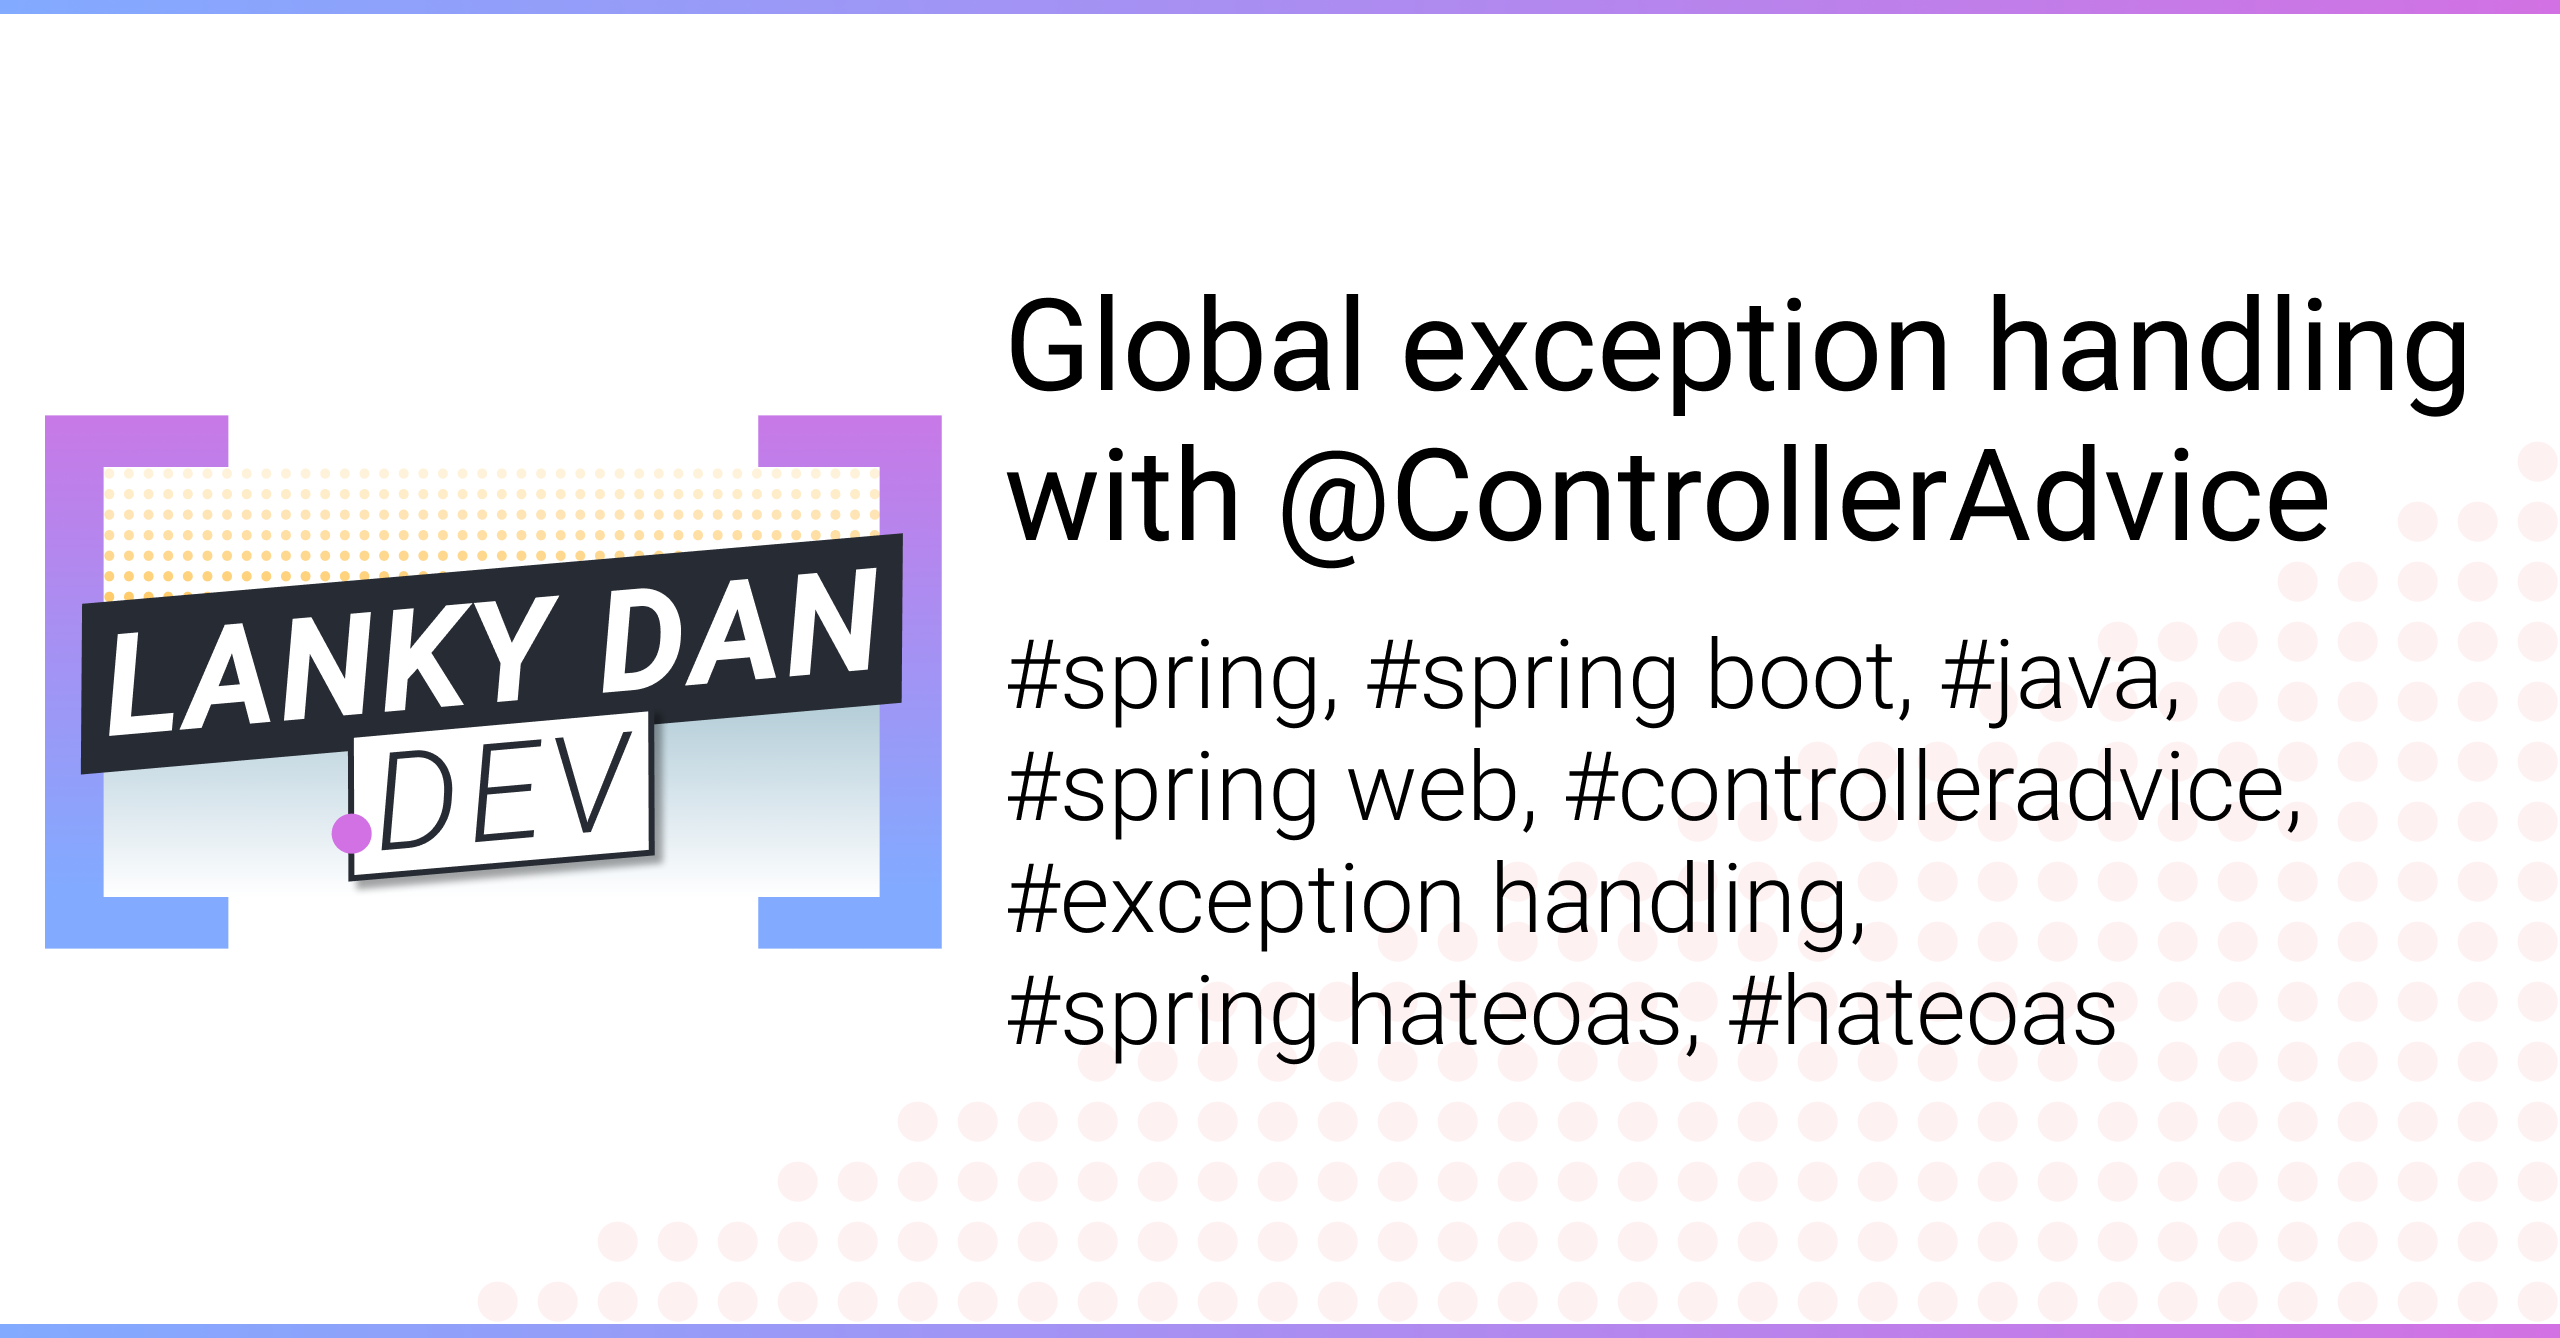 LANKY DAN
.DEV
Global exception handling
with @ControllerAdvice
#spring, #spring boot, #java,
#spring web, #controlleradvice,
#exception handling,
#spring hateoas, #hateoas